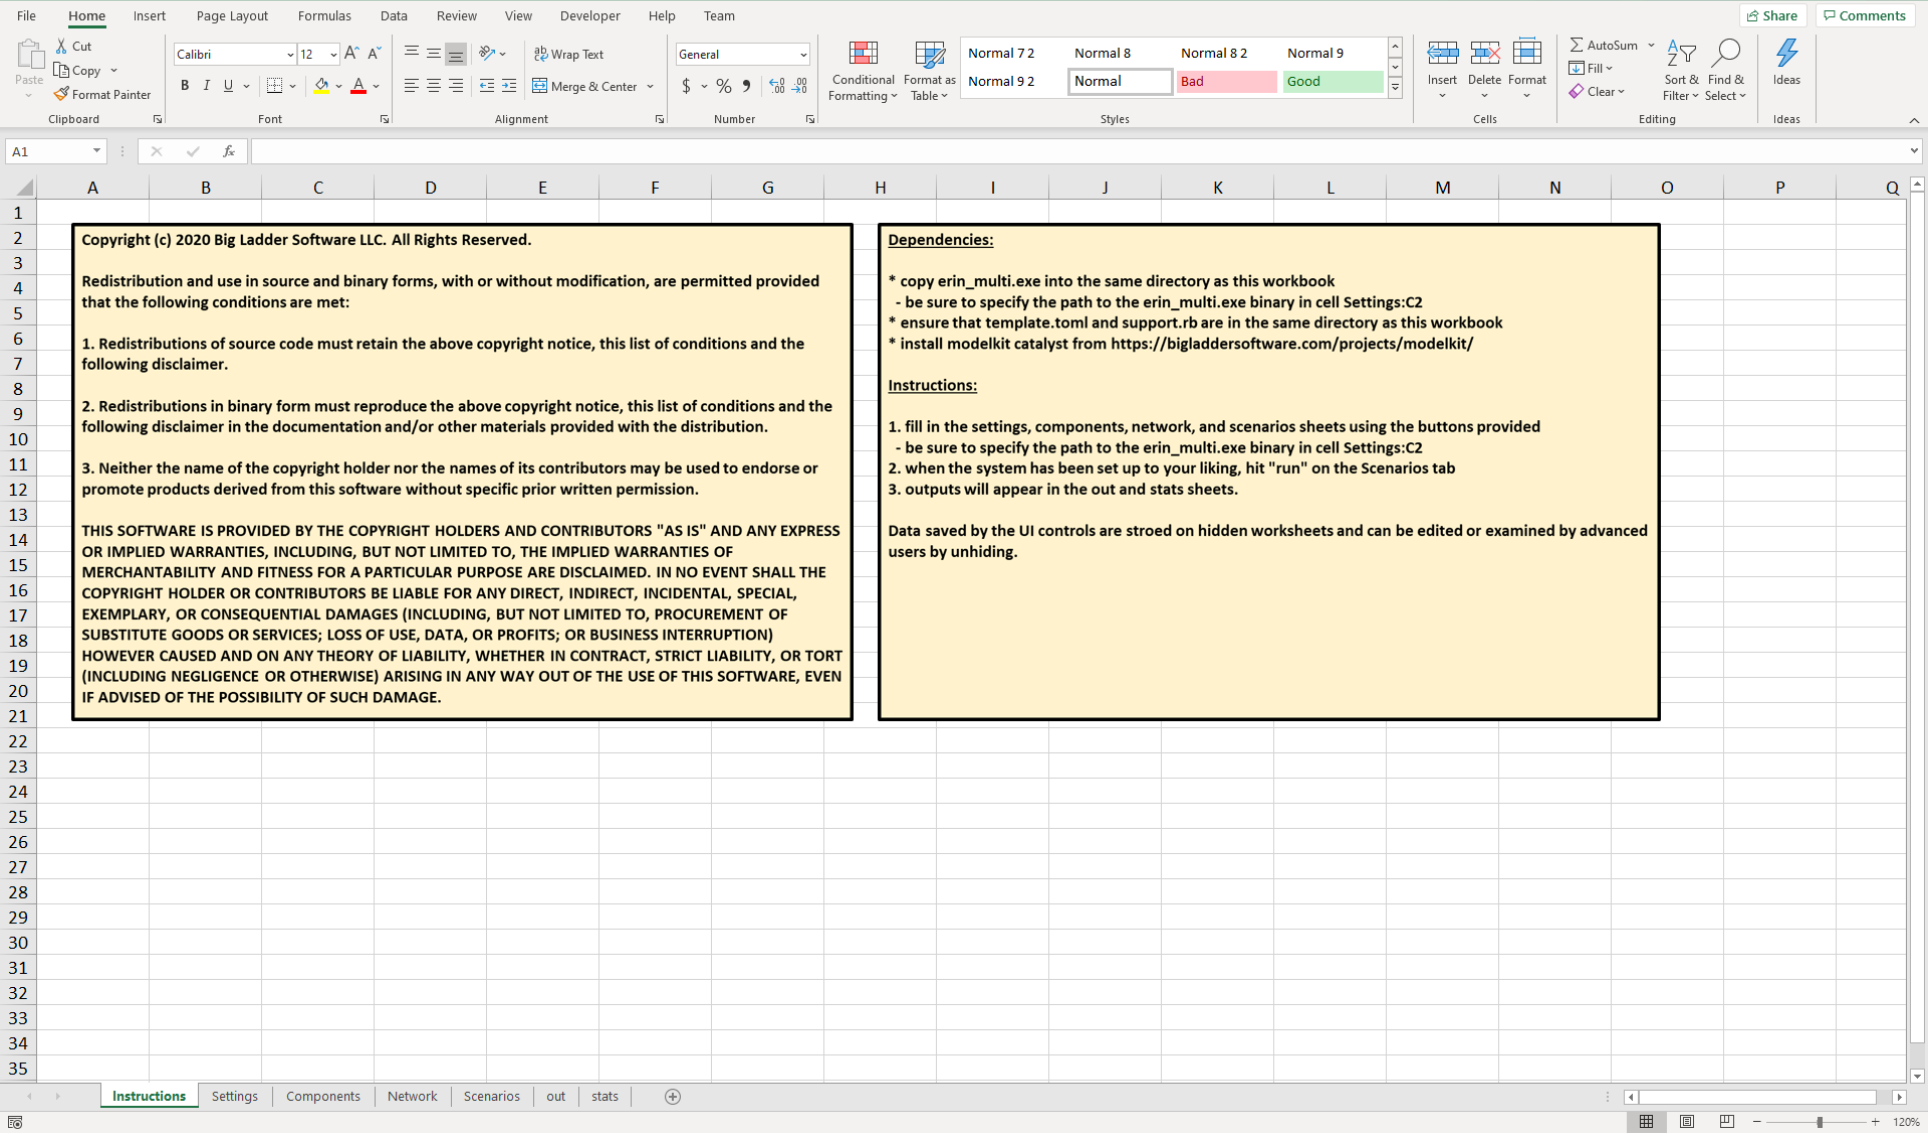 File Home Insert Page Layout Formulas Data Review View Developer Help Team Share Comments
Cut
Copy
Format Painter
Paste
Clipboard
Calibri 12
B I U
Font
Wrap Text
Merge & Center
Alignment
General
$ % 9
Number
Conditional Formatting
Format as Table
Normal 7 2 Normal 8 Normal 8 2 Normal 9
Normal 9 2 Normal Bad Good
Styles
Insert Delete Format
Cells
AutoSum
Fill
Clear
Sort & Filter
Find & Select
Editing
Ideas
Ideas
A1 fx
A B C D E F G H I J K L M N O P Q
1
2
3
4
5
6
7
8
9
10
11
12
13
14
15
16
17
18
19
20
21
22
23
24
25
26
27
28
29
30
31
32
33
34
35
Copyright (c) 2020 Big Ladder Software LLC. All Rights Reserved.
Redistribution and use in source and binary forms, with or without modification, are permitted provided
that the following conditions are met:
1. Redistributions of source code must retain the above copyright notice, this list of conditions and the
following disclaimer.
2. Redistributions in binary form must reproduce the above copyright notice, this list of conditions and the
following disclaimer in the documentation and/or other materials provided with the distribution.
3. Neither the name of the copyright holder nor the names of its contributors may be used to endorse or
promote products derived from this software without specific prior written permission.
THIS SOFTWARE IS PROVIDED BY THE COPYRIGHT HOLDERS AND CONTRIBUTORS "AS IS" AND ANY EXPRESS
OR IMPLIED WARRANTIES, INCLUDING, BUT NOT LIMITED TO, THE IMPLIED WARRANTIES OF
MERCHANTABILITY AND FITNESS FOR A PARTICULAR PURPOSE ARE DISCLAIMED. IN NO EVENT SHALL THE
COPYRIGHT HOLDER OR CONTRIBUTORS BE LIABLE FOR ANY DIRECT, INDIRECT, INCIDENTAL, SPECIAL,
EXEMPLARY, OR CONSEQUENTIAL DAMAGES (INCLUDING, BUT NOT LIMITED TO, PROCUREMENT OF
SUBSTITUTE GOODS OR SERVICES; LOSS OF USE, DATA, OR PROFITS; OR BUSINESS INTERRUPTION)
HOWEVER CAUSED AND ON ANY THEORY OF LIABILITY, WHETHER IN CONTRACT, STRICT LIABILITY, OR TORT
(INCLUDING NEGLIGENCE OR OTHERWISE) ARISING IN ANY WAY OUT OF THE USE OF THIS SOFTWARE, EVEN
IF ADVISED OF THE POSSIBILITY OF SUCH DAMAGE.
Dependencies:
* copy erin_multi.exe into the same directory as this workbook
- be sure to specify the path to the erin_multi.exe binary in cell Settings:C2
* ensure that template.toml and support.rb are in the same directory as this workbook
* install modelkit catalyst from https://bigladdersoftware.com/projects/modelkit/
Instructions:
1. fill in the settings, components, network, and scenarios sheets using the buttons provided
- be sure to specify the path to the erin_multi.exe binary in cell Settings:C2
2. when the system has been set up to your liking, hit "run" on the Scenarios tab
3. outputs will appear in the out and stats sheets.
Data saved by the UI controls are stroed on hidden worksheets and can be edited or examined by advanced
users by unhiding.
Instructions Settings Components Network Scenarios out stats
120%